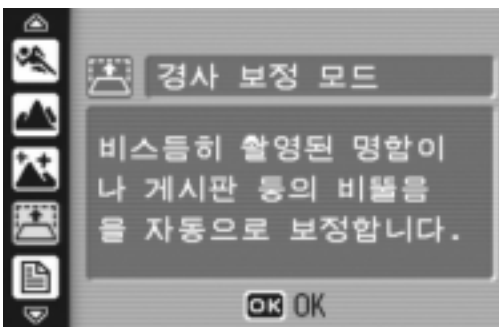 경사 보정 모드
비스듬히 촬영된 명함이
나 게시판 등의 비뚤음
을 자동으로 보정합니다.
OK OK